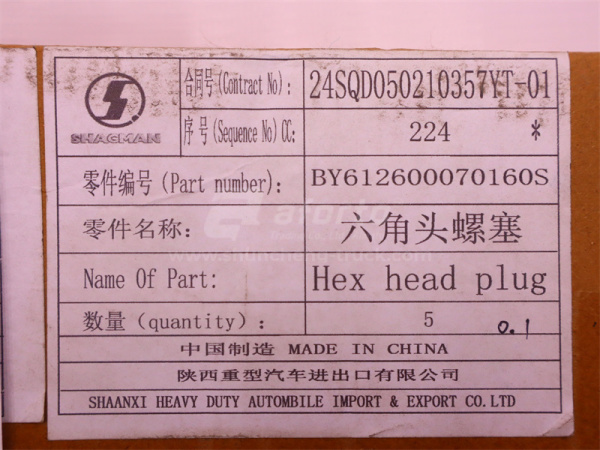 SHACMAN
合同号(Contract No): 24SQD050210357YT-01
序号(Sequence No)CC: 224 *
零件编号(Part number): BY612600070160S
零件名称: 六角头螺塞
Name Of Part: Hex head plug
数量(quantity): 5 0.1
中国制造 MADE IN CHINA
陕西重型汽车进出口有限公司
SHAANXI HEAVY DUTY AUTOMBILE IMPORT & EXPORT CO.LTD